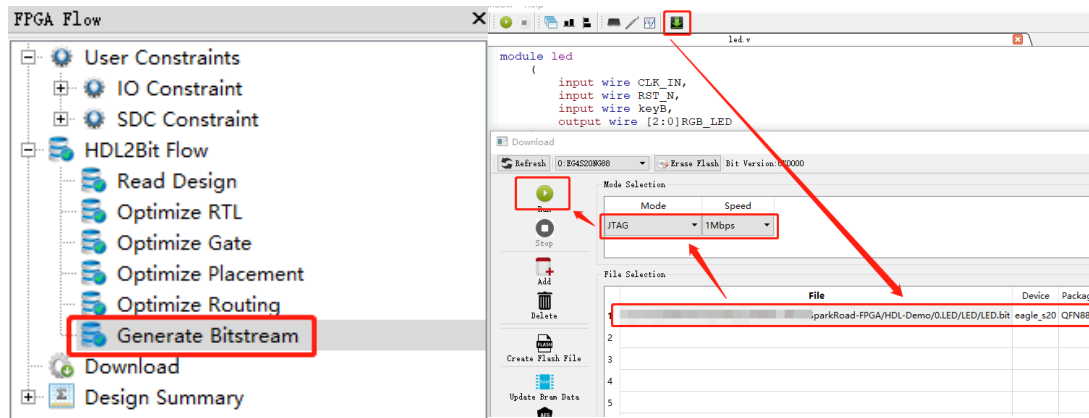 FPGA Flow
User Constraints
IO Constraint
SDC Constraint
HDL2Bit Flow
Read Design
Optimize RTL
Optimize Gate
Optimize Placement
Optimize Routing
Generate Bitstream
Download
Design Summary
led.v
module led
(
input wire CLK_IN,
input wire RST_N,
input wire keyB,
output wire [2:0]RGB_LED
Download
Refresh 0:EG4S20NG88 Erase Flash Bit Version:0X0000
Run
Stop
Add
Delete
Create Flash File
Update Bram Data
AES
Mode Selection
Mode Speed
JTAG 1Mbps
File Selection
File Device Packag
1 parkRoad-FPGA/HDL-Demo/0.LED/LED/LED.bit eagle_s20 QFN88
2
3
4
5